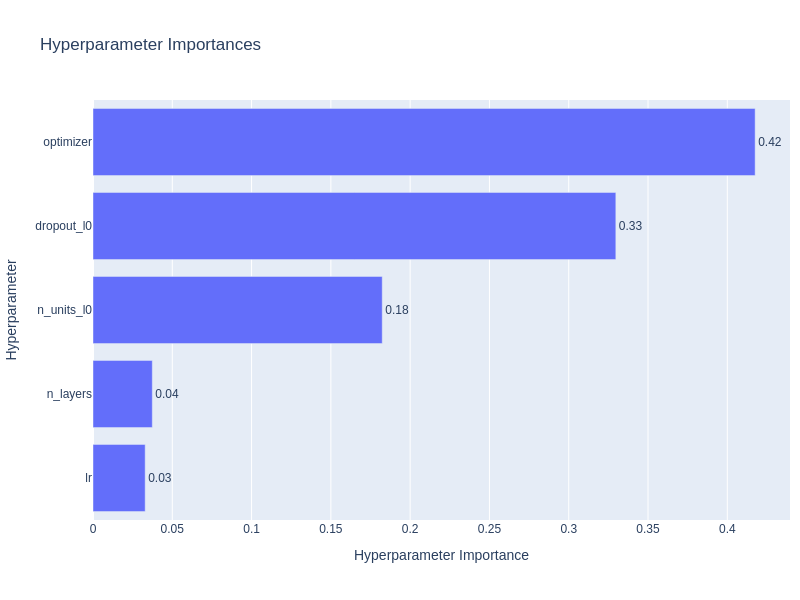 Hyperparameter Importances
optimizer
0.42
dropout_l0
0.33
n_units_l0
0.18
n_layers
0.04
lr
0.03
0 0.05 0.1 0.15 0.2 0.25 0.3 0.35 0.4
Hyperparameter Importance
Hyperparameter